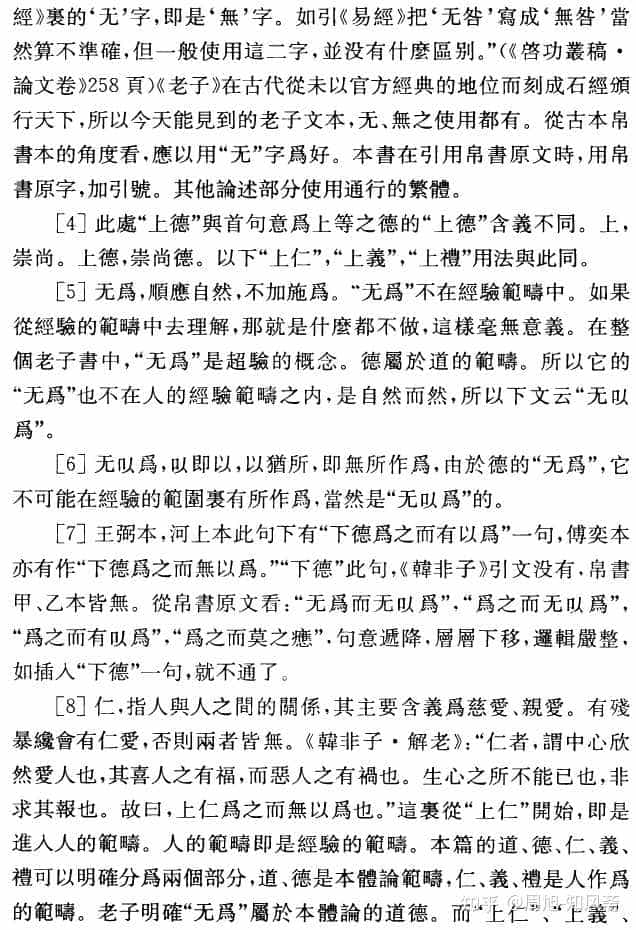 經》裏的‘无’字，即是‘無’字。如引《易經》把‘无咎’寫成‘無咎’當
然算不準確，但一般使用這二字，並没有什麼區别。”（《啓功叢稿·
論文卷》258頁）《老子》在古代從未以官方經典的地位而刻成石經頒
行天下，所以今天能見到的老子文本，无、無之使用都有。從古本帛
書本的角度看，應以用“无”字爲好。本書在引用帛書原文時，用帛
書原字，加引號。其他論述部分使用通行的繁體。
［4］此處“上德”與首句意爲上等之德的“上德”含義不同。上，
崇尚。上德，崇尚德。以下“上仁”，“上義”，“上禮”用法與此同。
［5］无爲，順應自然，不加施爲。“无爲”不在經驗範疇中。如果
從經驗的範疇中去理解，那就是什麼都不做，這樣毫無意義。在整
個老子書中，“无爲”是超驗的概念。德屬於道的範疇。所以它的
“无爲”也不在人的經驗範疇之内，是自然而然，所以下文云“无㠯
爲”。
［6］无㠯爲，㠯即以，以猶所，即無所作爲，由於德的“无爲”，它
不可能在經驗的範圍裏有所作爲，當然是“无㠯爲”的。
［7］王弼本，河上本此句下有“下德爲之而有以爲”一句，傅奕本
亦有作“下德爲之而無以爲。”“下德”此句，《韓非子》引文没有，帛書
甲、乙本皆無。從帛書原文看：“无爲而无㠯爲”，“爲之而无㠯爲”，
“爲之而有㠯爲”，“爲之而莫之應”，句意遞降，層層下移，邏輯嚴整，
如插入“下德”一句，就不通了。
［8］仁，指人與人之間的關係，其主要含義爲慈愛、親愛。有殘
暴纔會有仁愛，否則兩者皆無。《韓非子·解老》：“仁者，謂中心欣
然愛人也，其喜人之有福，而惡人之有禍也。生心之所不能已也，非
求其報也。故曰，上仁爲之而無以爲也。”這裏從“上仁”開始，即是
進入人的範疇。人的範疇即是經驗的範疇。本篇的道、德、仁、義、
禮可以明確分爲兩個部分，道、德是本體論範疇，仁、義、禮是人作爲
的範疇。老子明確“无爲”屬於本體論的道德。而“上仁”、“上義”、
知乎 @周旭·知风斋